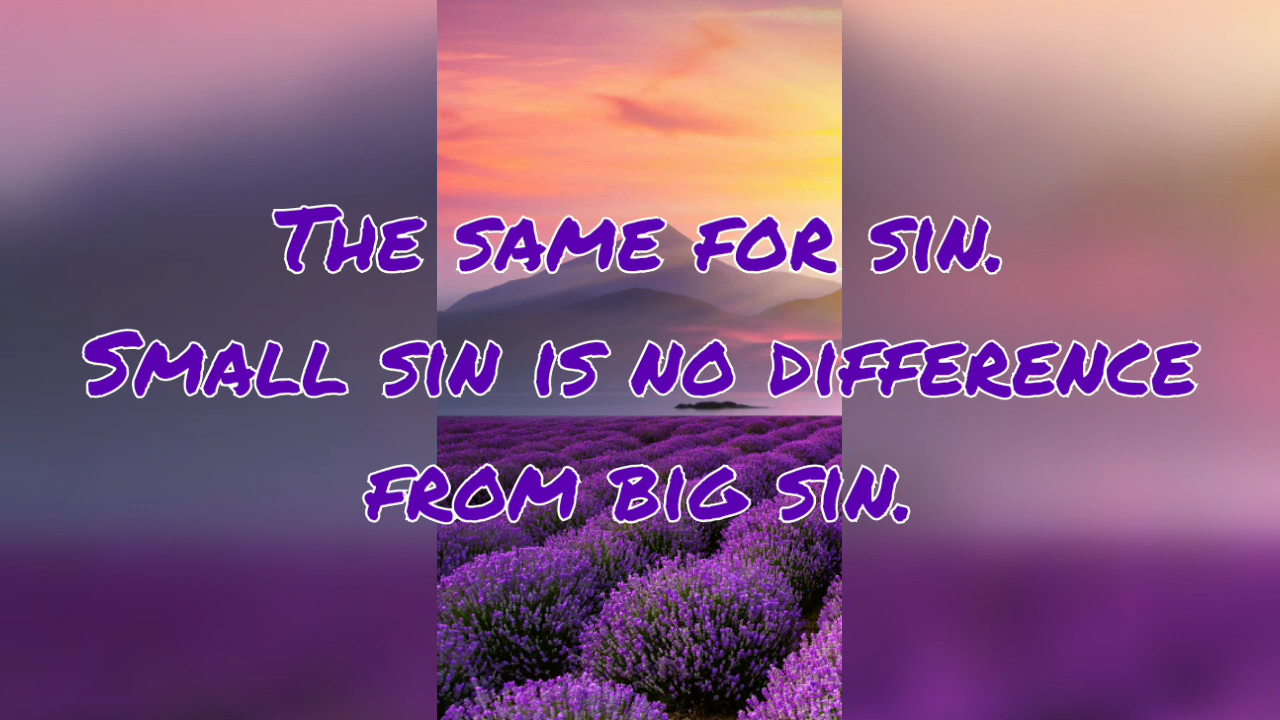 The same for sin.
Small sin is no difference
from big sin.